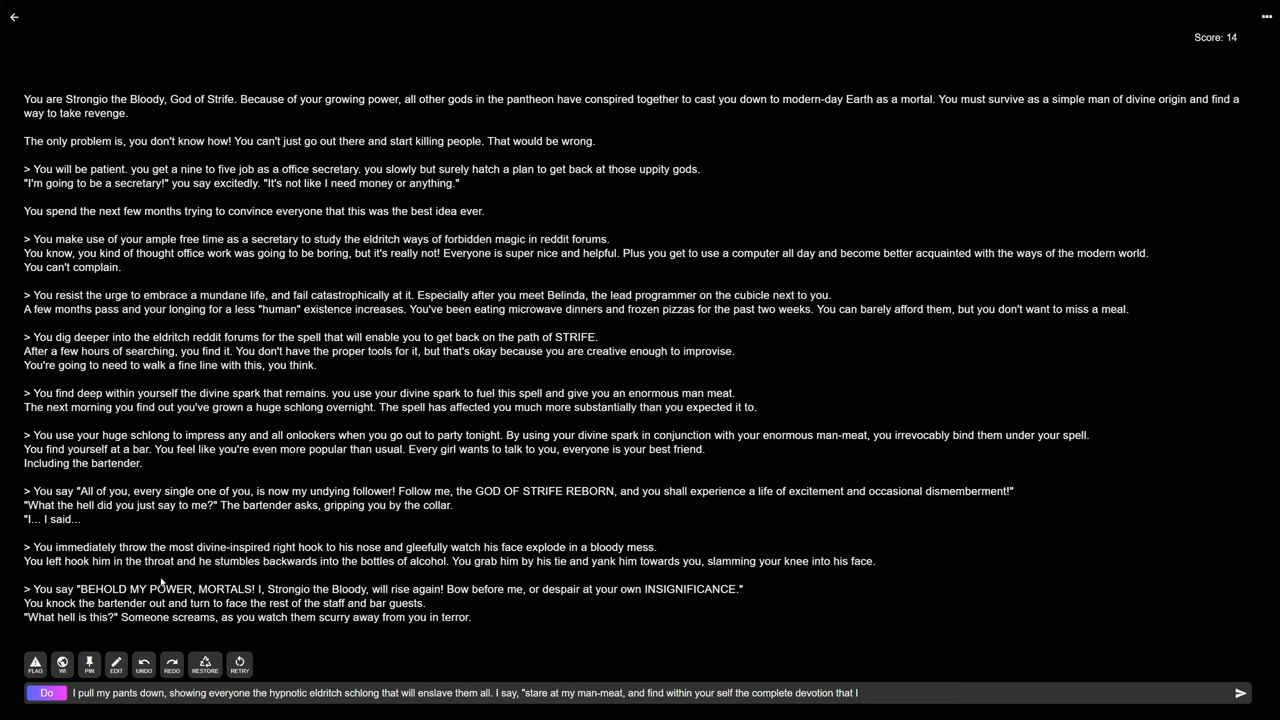 Score: 14
You are Strongio the Bloody, God of Strife. Because of your growing power, all other gods in the pantheon have conspired together to cast you down to modern-day Earth as a mortal. You must survive as a simple man of divine origin and find a
way to take revenge.
The only problem is, you don't know how! You can't just go out there and start killing people. That would be wrong.
> You will be patient. you get a nine to five job as a office secretary. you slowly but surely hatch a plan to get back at those uppity gods.
"I'm going to be a secretary!" you say excitedly. "It's not like I need money or anything."
You spend the next few months trying to convince everyone that this was the best idea ever.
> You make use of your ample free time as a secretary to study the eldritch ways of forbidden magic in reddit forums.
You know, you kind of thought office work was going to be boring, but it's really not! Everyone is super nice and helpful. Plus you get to use a computer all day and become better acquainted with the ways of the modern world.
You can't complain.
> You resist the urge to embrace a mundane life, and fail catastrophically at it. Especially after you meet Belinda, the lead programmer on the cubicle next to you.
A few months pass and your longing for a less "human" existence increases. You've been eating microwave dinners and frozen pizzas for the past two weeks. You can barely afford them, but you don't want to miss a meal.
> You dig deeper into the eldritch reddit forums for the spell that will enable you to get back on the path of STRIFE.
After a few hours of searching, you find it. You don't have the proper tools for it, but that's okay because you are creative enough to improvise.
You're going to need to walk a fine line with this, you think.
> You find deep within yourself the divine spark that remains. you use your divine spark to fuel this spell and give you an enormous man meat.
The next morning you find out you've grown a huge schlong overnight. The spell has affected you much more substantially than you expected it to.
> You use your huge schlong to impress any and all onlookers when you go out to party tonight. By using your divine spark in conjunction with your enormous man-meat, you irrevocably bind them under your spell.
You find yourself at a bar. You feel like you're even more popular than usual. Every girl wants to talk to you, everyone is your best friend.
Including the bartender.
> You say "All of you, every single one of you, is now my undying follower! Follow me, the GOD OF STRIFE REBORN, and you shall experience a life of excitement and occasional dismemberment!"
"What the hell did you just say to me?" The bartender asks, gripping you by the collar.
"I... I said...
> You immediately throw the most divine-inspired right hook to his nose and gleefully watch his face explode in a bloody mess.
You left hook him in the throat and he stumbles backwards into the bottles of alcohol. You grab him by his tie and yank him towards you, slamming your knee into his face.
> You say "BEHOLD MY POWER, MORTALS! I, Strongio the Bloody, will rise again! Bow before me, or despair at your own INSIGNIFICANCE."
You knock the bartender out and turn to face the rest of the staff and bar guests.
"What hell is this?" Someone screams, as you watch them scurry away from you in terror.
FLAG WI PIN EDIT UNDO REDO RESTORE RETRY
Do I pull my pants down, showing everyone the hypnotic eldritch schlong that will enslave them all. I say, "stare at my man-meat, and find within your self the complete devotion that I